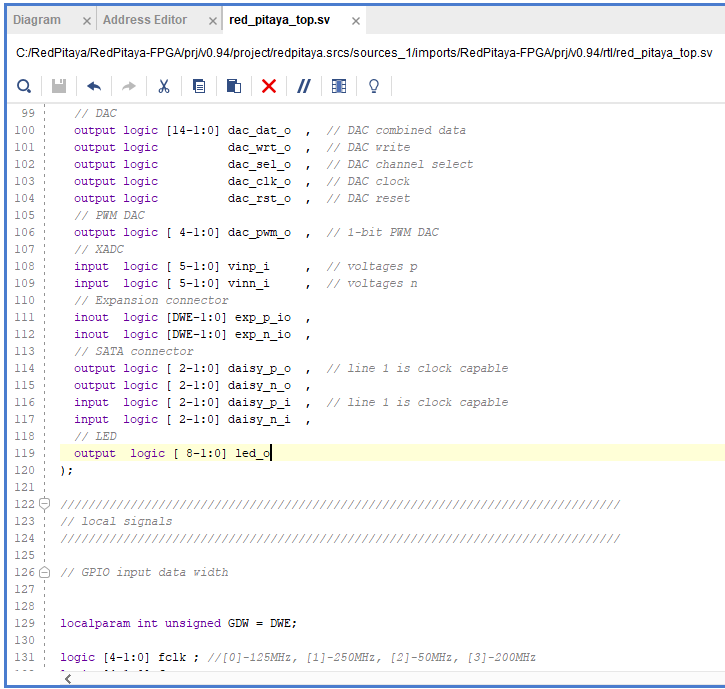 Diagram × Address Editor × red_pitaya_top.sv ×
C:/RedPitaya/RedPitaya-FPGA/prj/v0.94/project/redpitaya.srcs/sources_1/imports/RedPitaya-FPGA/prj/v0.94/rtl/red_pitaya_top.sv
99 // DAC
100 output logic [14-1:0] dac_dat_o , // DAC combined data
101 output logic dac_wrt_o , // DAC write
102 output logic dac_sel_o , // DAC channel select
103 output logic dac_clk_o , // DAC clock
104 output logic dac_rst_o , // DAC reset
105 // PWM DAC
106 output logic [ 4-1:0] dac_pwm_o , // 1-bit PWM DAC
107 // XADC
108 input logic [ 5-1:0] vinp_i , // voltages p
109 input logic [ 5-1:0] vinn_i , // voltages n
110 // Expansion connector
111 inout logic [DWE-1:0] exp_p_io ,
112 inout logic [DWE-1:0] exp_n_io ,
113 // SATA connector
114 output logic [ 2-1:0] daisy_p_o , // line 1 is clock capable
115 output logic [ 2-1:0] daisy_n_o ,
116 input logic [ 2-1:0] daisy_p_i , // line 1 is clock capable
117 input logic [ 2-1:0] daisy_n_i ,
118 // LED
119 output logic [ 8-1:0] led_o
120 );
121
122 ////////////////////////////////////////////////////////////////////////////////
123 // local signals
124 ////////////////////////////////////////////////////////////////////////////////
125
126 // GPIO input data width
127
128
129 localparam int unsigned GDW = DWE;
130
131 logic [4-1:0] fclk ; //[0]-125MHz, [1]-250MHz, [2]-50MHz, [3]-200MHz